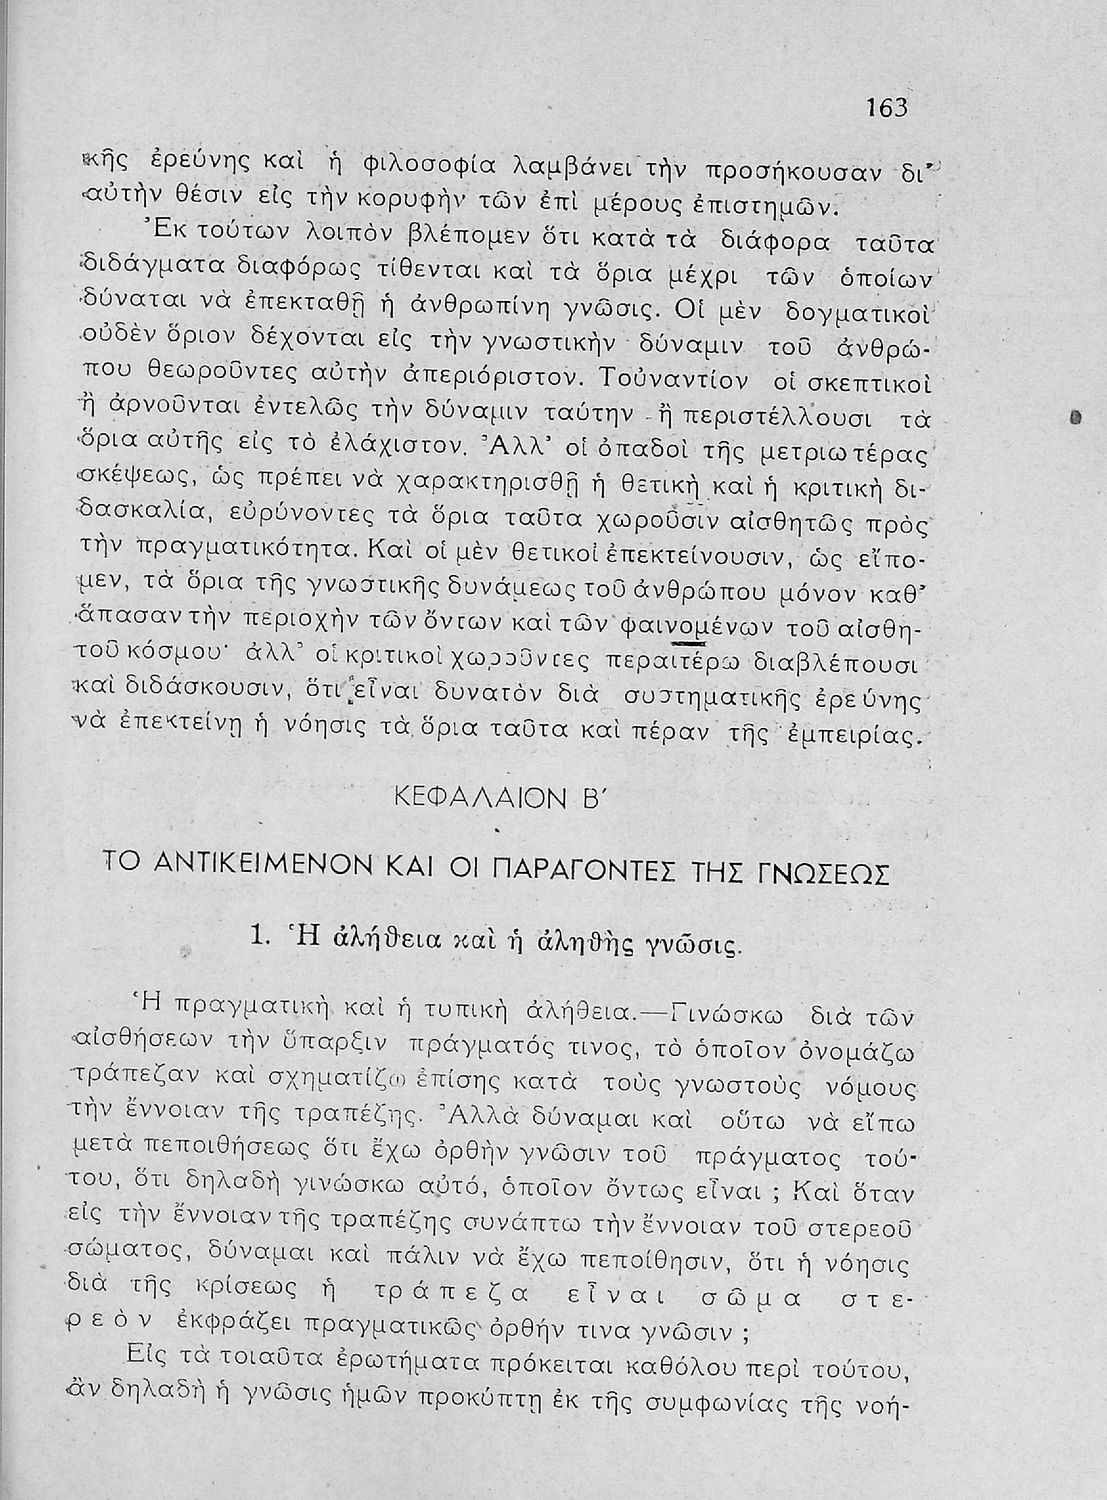 163
κῆς ἐρεύνης καὶ ἡ φιλοσοφία λαμβάνει τὴν προσήκουσαν δι᾿
αὐτὴν θέσιν εἰς τὴν κορυφὴν τῶν ἐπὶ μέρους ἐπιστημῶν.
Ἐκ τούτων λοιπὸν βλέπομεν ὅτι κατὰ τὰ διάφορα ταῦτα
διδάγματα διαφόρως τίθενται καὶ τὰ ὅρια μέχρι τῶν ὁποίων
δύναται νὰ ἐπεκταθῇ ἡ ἀνθρωπίνη γνῶσις. Οἱ μὲν δογματικοὶ
οὐδὲν ὅριον δέχονται εἰς τὴν γνωστικὴν δύναμιν τοῦ ἀνθρώ-
που θεωροῦντες αὐτὴν ἀπεριόριστον. Τοὐναντίον οἱ σκεπτικοὶ
ἢ ἀρνοῦνται ἐντελῶς τὴν δύναμιν ταύτην ἢ περιστέλλουσι τὰ
ὅρια αὐτῆς εἰς τὸ ἐλάχιστον. Ἀλλ᾿ οἱ ὀπαδοὶ τῆς μετριωτέρας
σκέψεως, ὡς πρέπει νὰ χαρακτηρισθῇ ἡ θετικὴ καὶ ἡ κριτικὴ δι-
δασκαλία, εὐρύνοντες τὰ ὅρια ταῦτα χωροῦσιν αἰσθητῶς πρὸς
τὴν πραγματικότητα. Καὶ οἱ μὲν θετικοὶ ἐπεκτείνουσιν, ὡς εἴπο-
μεν, τὰ ὅρια τῆς γνωστικῆς δυνάμεως τοῦ ἀνθρώπου μόνον καθ᾿
ἅπασαν τὴν περιοχὴν τῶν ὄντων καὶ τῶν φαινομένων τοῦ αἰσθη-
τοῦ κόσμου· ἀλλ᾿ οἱ κριτικοὶ χωροῦντες περαιτέρω διαβλέπουσι
καὶ διδάσκουσιν, ὅτι εἶναι δυνατὸν διὰ συστηματικῆς ἐρεύνης
νὰ ἐπεκτείνῃ ἡ νόησις τὰ ὅρια ταῦτα καὶ πέραν τῆς ἐμπειρίας.
ΚΕΦΑΛΑΙΟΝ Β´
ΤΟ ΑΝΤΙΚΕΙΜΕΝΟΝ ΚΑΙ ΟΙ ΠΑΡΑΓΟΝΤΕΣ ΤΗΣ ΓΝΩΣΕΩΣ
1. Ἡ ἀλήθεια καὶ ἡ ἀληθὴς γνῶσις.
Ἡ πραγματικὴ καὶ ἡ τυπικὴ ἀλήθεια.—Γινώσκω διὰ τῶν
αἰσθήσεων τὴν ὕπαρξιν πράγματός τινος, τὸ ὁποῖον ὀνομάζω
τράπεζαν καὶ σχηματίζω ἐπίσης κατὰ τοὺς γνωστοὺς νόμους
τὴν ἔννοιαν τῆς τραπέζης. Ἀλλὰ δύναμαι καὶ οὕτω νὰ εἴπω
μετὰ πεποιθήσεως ὅτι ἔχω ὀρθὴν γνῶσιν τοῦ πράγματος τού-
του, ὅτι δηλαδὴ γινώσκω αὐτό, ὁποῖον ὄντως εἶναι ; Καὶ ὅταν
εἰς τὴν ἔννοιαν τῆς τραπέζης συνάπτω τὴν ἔννοιαν τοῦ στερεοῦ
σώματος, δύναμαι καὶ πάλιν νὰ ἔχω πεποίθησιν, ὅτι ἡ νόησις
διὰ τῆς κρίσεως ἡ τράπεζα εἶναι σῶμα στε-
ρεὸν ἐκφράζει πραγματικῶς ὀρθήν τινα γνῶσιν ;
Εἰς τὰ τοιαῦτα ἐρωτήματα πρόκειται καθόλου περὶ τούτου,
ἂν δηλαδὴ ἡ γνῶσις ἡμῶν προκύπτῃ ἐκ τῆς συμφωνίας τῆς νοή-